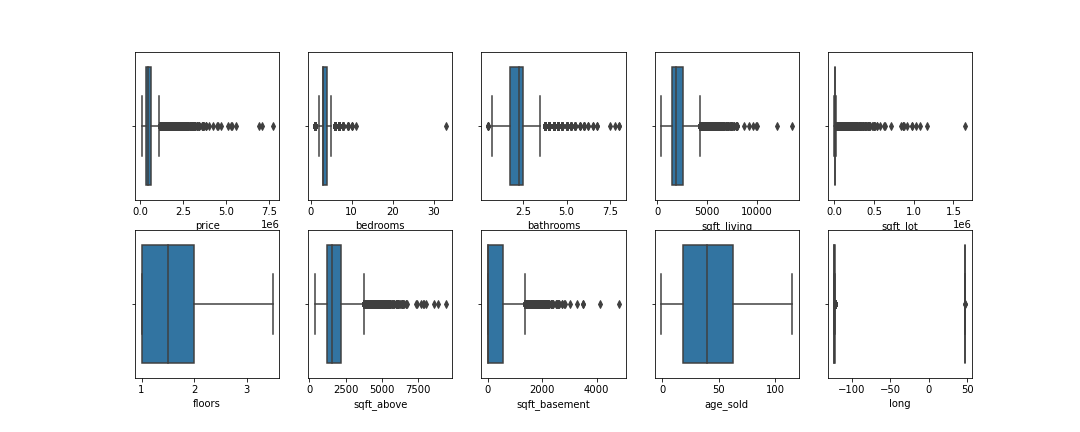 0.0 2.5 5.0 7.5
1e6
price
0 10 20 30
bedrooms
2.5 5.0 7.5
bathrooms
0 5000 10000
sqft_living
0.0 0.5 1.0 1.5
1e6
sqft_lot
1 2 3
floors
0 2500 5000 7500
sqft_above
0 2000 4000
sqft_basement
0 50 100
age_sold
−100 −50 0 50
long